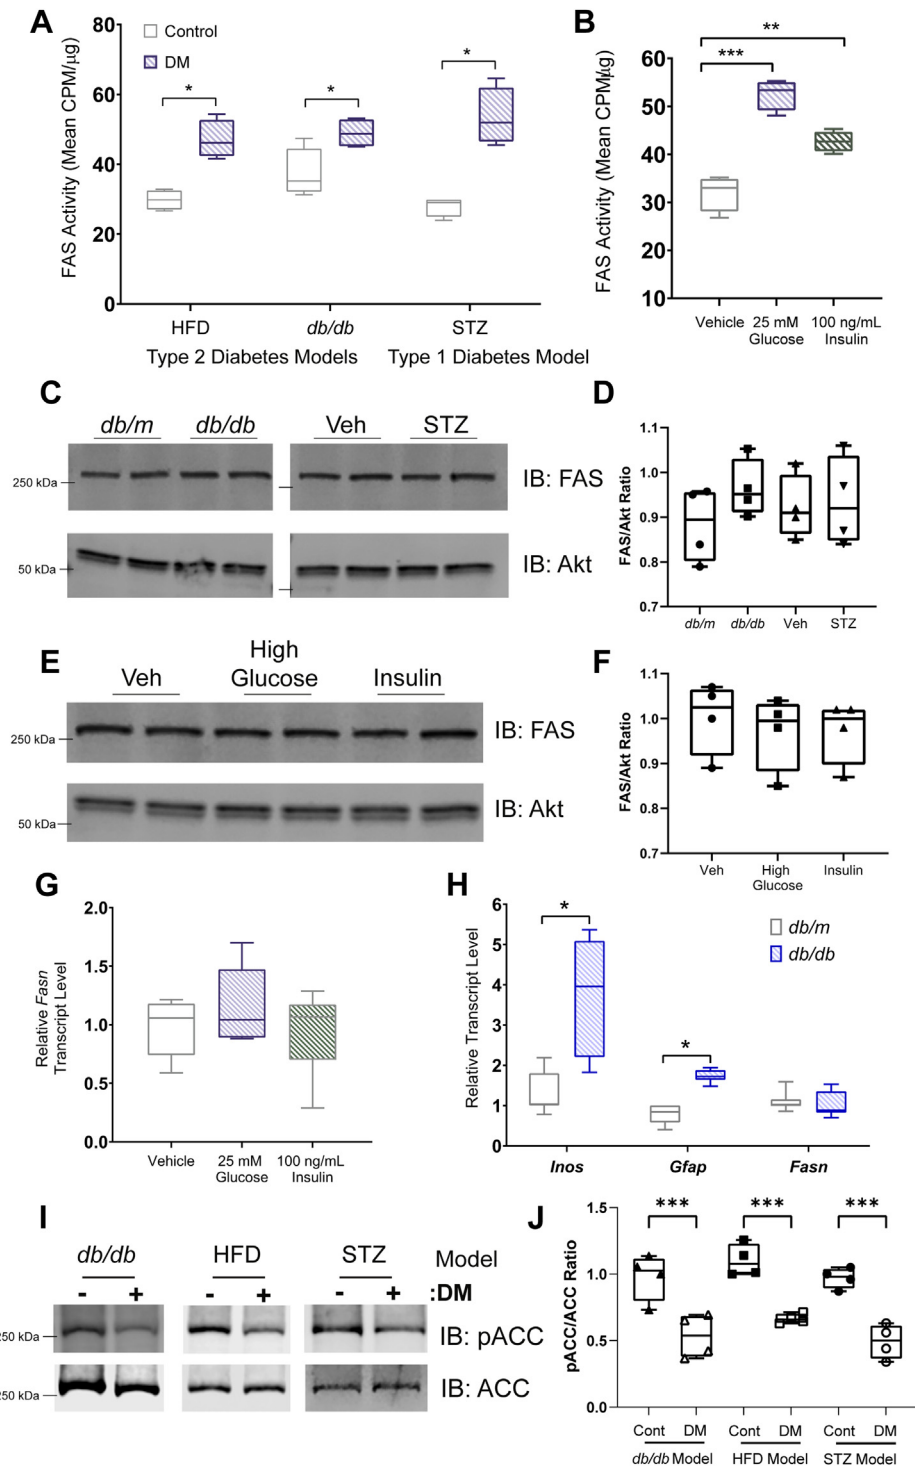 A
80
60
40
20
0
FAS Activity (Mean CPM/µg)
Control
DM
*
*
*
HFD
db/db
STZ
Type 2 Diabetes Models
Type 1 Diabetes Model
B
60
50
40
30
20
10
FAS Activity (Mean CPM/µg)
**
***
Vehicle
25 mM
Glucose
100 ng/mL
Insulin
C
db/m
db/db
Veh
STZ
250 kDa
IB: FAS
50 kDa
IB: Akt
D
1.1
1.0
0.9
0.8
0.7
FAS/Akt Ratio
db/m
db/db
Veh
STZ
E
Veh
High
Glucose
Insulin
250 kDa
IB: FAS
50 kDa
IB: Akt
F
1.1
1.0
0.9
0.8
0.7
FAS/Akt Ratio
Veh
High
Glucose
Insulin
G
2.0
1.5
1.0
0.5
0.0
Relative Fasn
Transcript Level
Vehicle
25 mM
Glucose
100 ng/mL
Insulin
H
6
5
4
3
2
1
0
Relative Transcript Level
db/m
db/db
*
*
Inos
Gfap
Fasn
I
db/db
HFD
STZ
Model
- + - + - + :DM
250 kDa
IB: pACC
250 kDa
IB: ACC
J
1.5
1.0
0.5
0.0
pACC/ACC Ratio
***
***
***
Cont DM Cont DM Cont DM
db/db Model
HFD Model
STZ Model